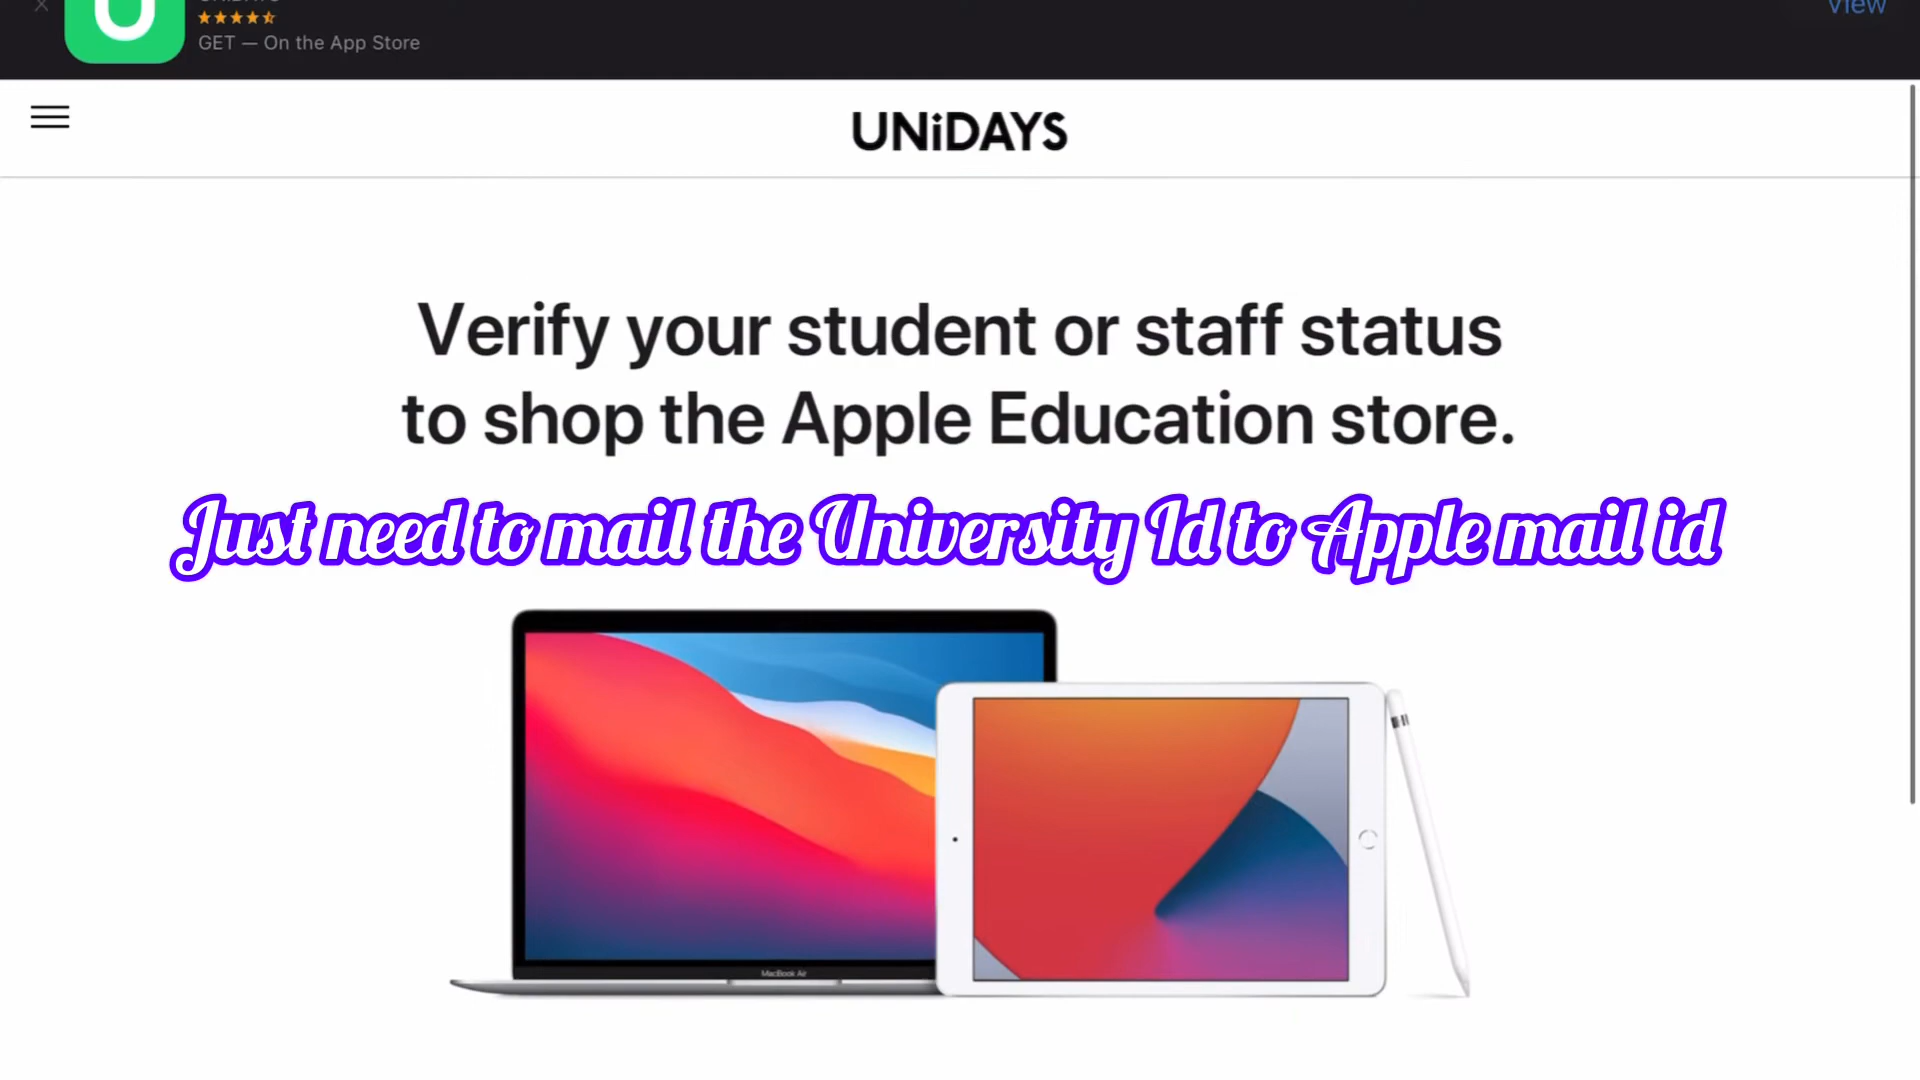 GET — On the App Store
View
UNiDAYS
Verify your student or staff status
to shop the Apple Education store.
Just need to mail the University Id to Apple mail id
MacBook Air